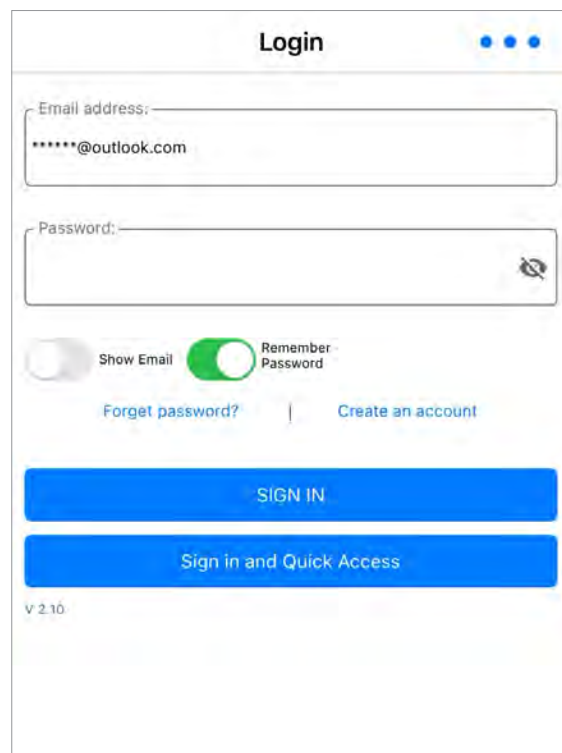 Login
Email address:
******@outlook.com
Password:
Show Email
Remember
Password
Forget password? | Create an account
SIGN IN
Sign in and Quick Access
V 2.10